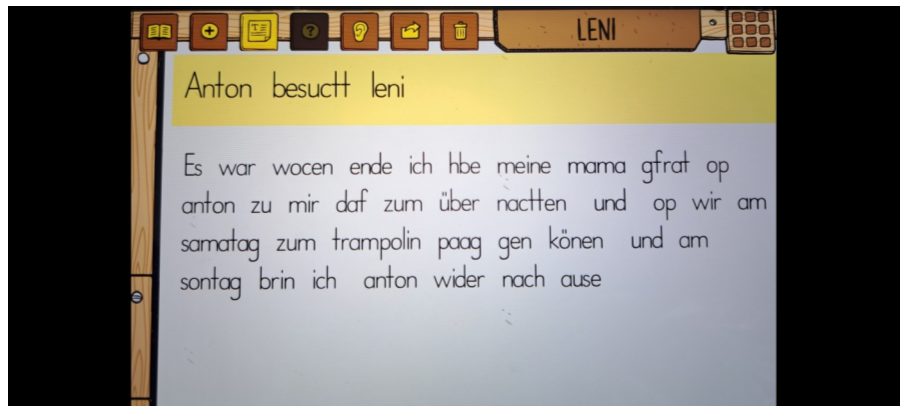 LENI
Anton besuctt leni
Es war wocen ende ich hbe meine mama gfrat op
anton zu mir daf zum über nactten und op wir am
samatag zum trampolin paag gen könen und am
sontag brin ich anton wider nach ause